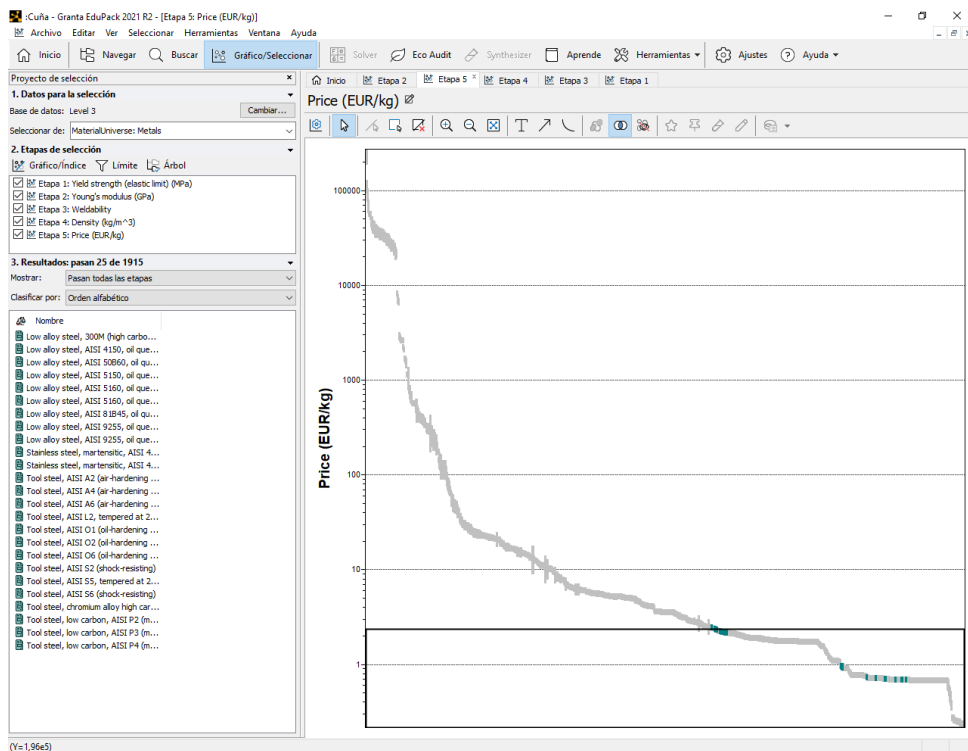 :Cuña - Granta EduPack 2021 R2 - [Etapa 5: Price (EUR/kg)]
Archivo Editar Ver Seleccionar Herramientas Ventana Ayuda
Inicio Navegar Buscar Gráfico/Seleccionar Solver Eco Audit Synthesizer Aprende Herramientas Ajustes Ayuda
Proyecto de selección
1. Datos para la selección
Base de datos: Level 3 Cambiar...
Seleccionar de: MaterialUniverse: Metals
2. Etapas de selección
Gráfico/Índice Límite Árbol
Etapa 1: Yield strength (elastic limit) (MPa)
Etapa 2: Young's modulus (GPa)
Etapa 3: Weldability
Etapa 4: Density (kg/m^3)
Etapa 5: Price (EUR/kg)
3. Resultados: pasan 25 de 1915
Mostrar: Pasan todas las etapas
Clasificar por: Orden alfabético
Nombre
Low alloy steel, 300M (high carbo...
Low alloy steel, AISI 4150, oil que...
Low alloy steel, AISI 50B60, oil qu...
Low alloy steel, AISI 5150, oil que...
Low alloy steel, AISI 5160, oil que...
Low alloy steel, AISI 5160, oil que...
Low alloy steel, AISI 81B45, oil qu...
Low alloy steel, AISI 9255, oil que...
Low alloy steel, AISI 9255, oil que...
Stainless steel, martensitic, AISI 4...
Stainless steel, martensitic, AISI 4...
Tool steel, AISI A2 (air-hardening ...
Tool steel, AISI A4 (air-hardening ...
Tool steel, AISI A6 (air-hardening ...
Tool steel, AISI L2, tempered at 2...
Tool steel, AISI O1 (oil-hardening ...
Tool steel, AISI O2 (oil-hardening ...
Tool steel, AISI O6 (oil-hardening ...
Tool steel, AISI S2 (shock-resisting)
Tool steel, AISI S5, tempered at 2...
Tool steel, AISI S6 (shock-resisting)
Tool steel, chromium alloy high car...
Tool steel, low carbon, AISI P2 (m...
Tool steel, low carbon, AISI P3 (m...
Tool steel, low carbon, AISI P4 (m...
Inicio Etapa 2 Etapa 5 Etapa 4 Etapa 3 Etapa 1
Price (EUR/kg)
Price (EUR/kg)
100000
10000
1000
100
10
1
(Y=1,96e5)